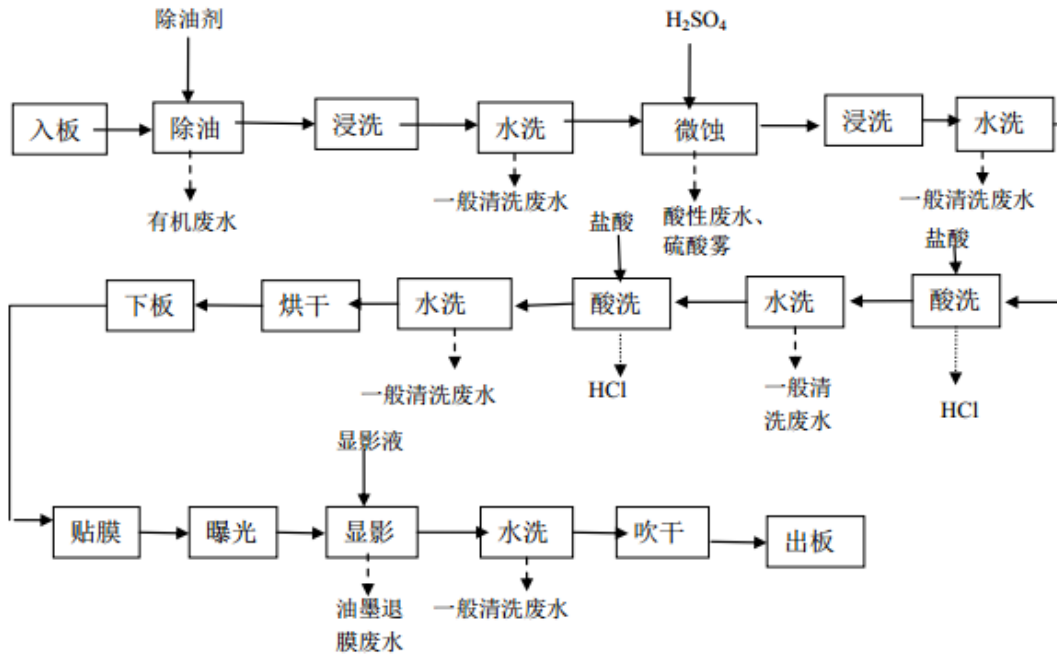 除油剂
H₂SO₄
入板
除油
浸洗
水洗
微蚀
浸洗
水洗
有机废水
一般清洗废水
酸性废水、
硫酸雾
一般清洗废水
盐酸
盐酸
下板
烘干
水洗
酸洗
水洗
酸洗
一般清洗废水
HCl
一般清
洗废水
HCl
显影液
贴膜
曝光
显影
水洗
吹干
出板
油墨退
膜废水
一般清洗废水